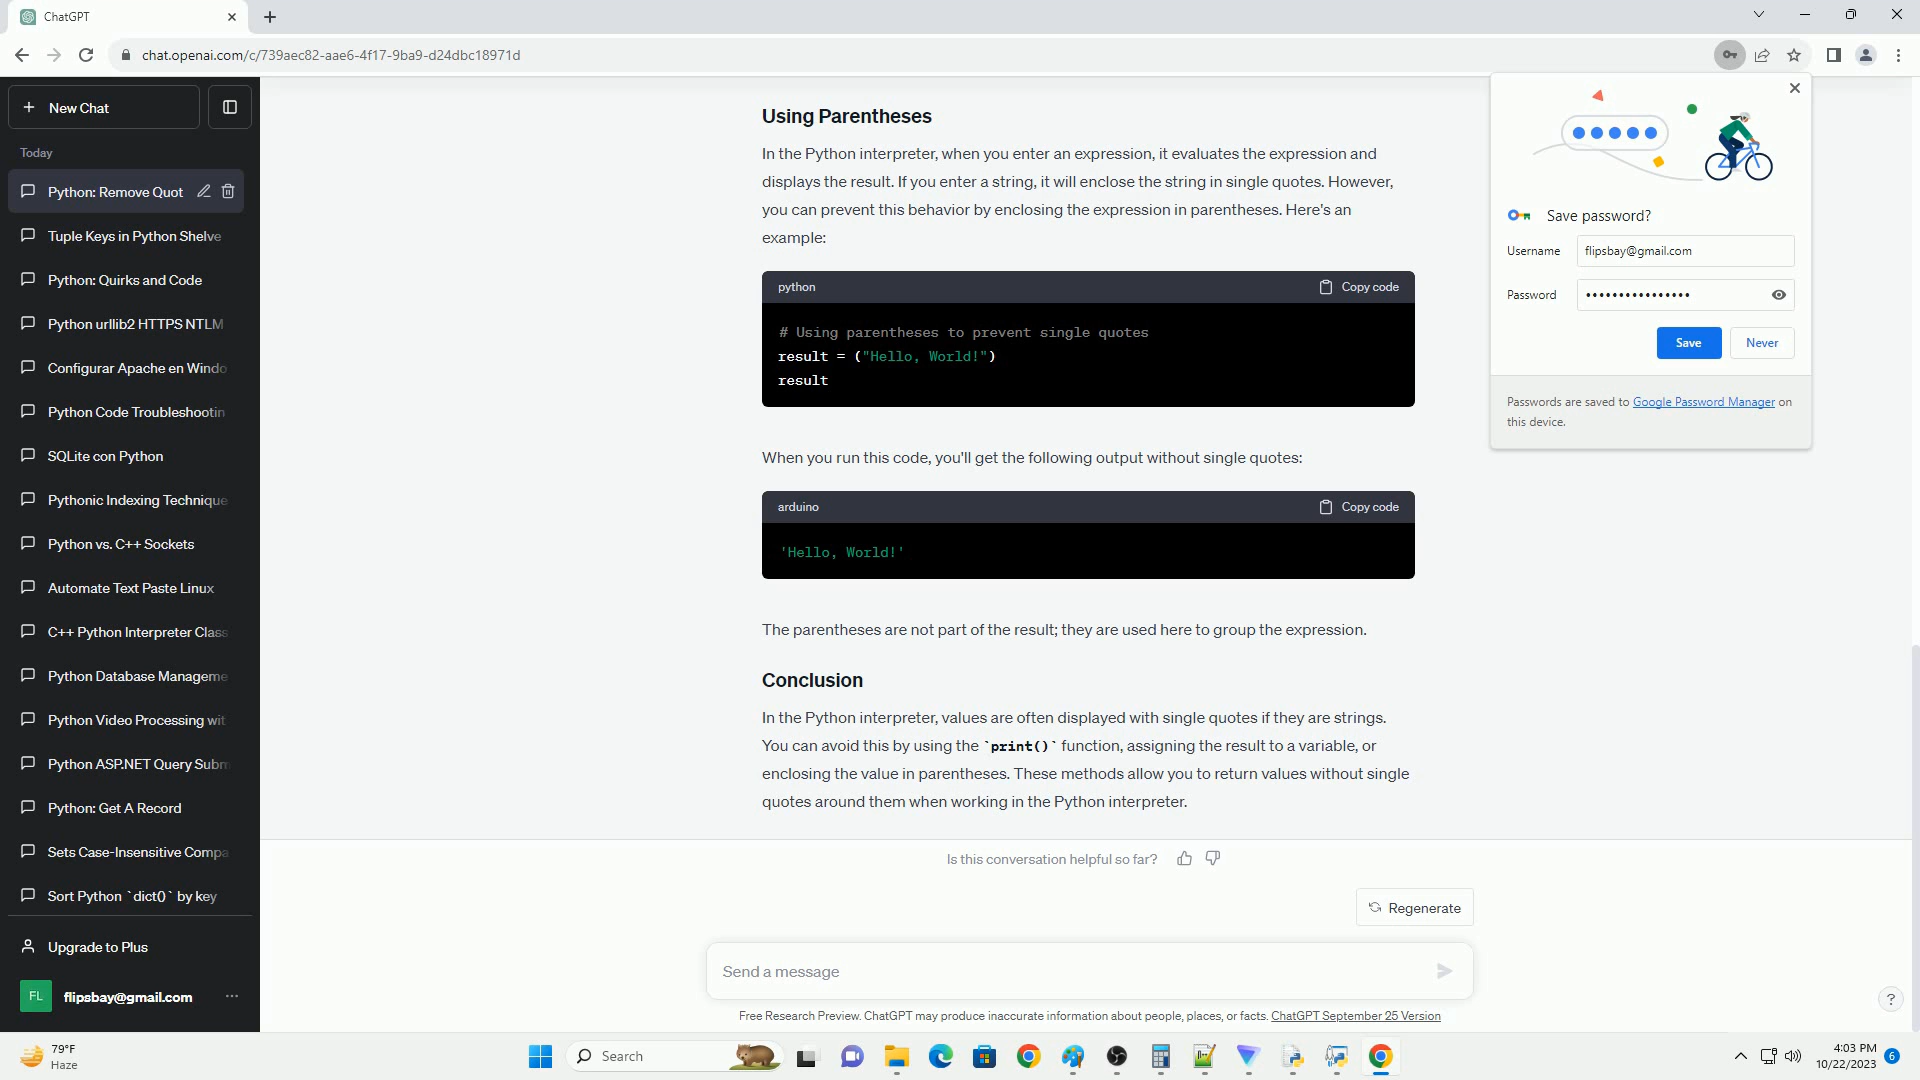 ChatGPT
chat.openai.com/c/739aec82-aae6-4f17-9ba9-d24dbc18971d
New Chat
Today
Python: Remove Quot
Tuple Keys in Python Shelve
Python: Quirks and Code
Python urllib2 HTTPS NTLM
Configurar Apache en Windo
Python Code Troubleshootin
SQLite con Python
Pythonic Indexing Technique
Python vs. C++ Sockets
Automate Text Paste Linux
C++ Python Interpreter Class
Python Database Manageme
Python Video Processing wit
Python ASP.NET Query Subm
Python: Get A Record
Sets Case-Insensitive Compa
Sort Python `dict()` by key
Upgrade to Plus
FL
flipsbay@gmail.com
Using Parentheses
In the Python interpreter, when you enter an expression, it evaluates the expression and
displays the result. If you enter a string, it will enclose the string in single quotes. However,
you can prevent this behavior by enclosing the expression in parentheses. Here's an
example:
python
Copy code
# Using parentheses to prevent single quotes
result = ("Hello, World!")
result
When you run this code, you'll get the following output without single quotes:
arduino
Copy code
'Hello, World!'
The parentheses are not part of the result; they are used here to group the expression.
Conclusion
In the Python interpreter, values are often displayed with single quotes if they are strings.
You can avoid this by using the `print()` function, assigning the result to a variable, or
enclosing the value in parentheses. These methods allow you to return values without single
quotes around them when working in the Python interpreter.
Is this conversation helpful so far?
Regenerate
Send a message
Free Research Preview. ChatGPT may produce inaccurate information about people, places, or facts. ChatGPT September 25 Version
?
Save password?
Username
flipsbay@gmail.com
Password
••••••••••••••••
Save
Never
Passwords are saved to Google Password Manager on
this device.
79°F
Haze
Search
4:03 PM
10/22/2023
6